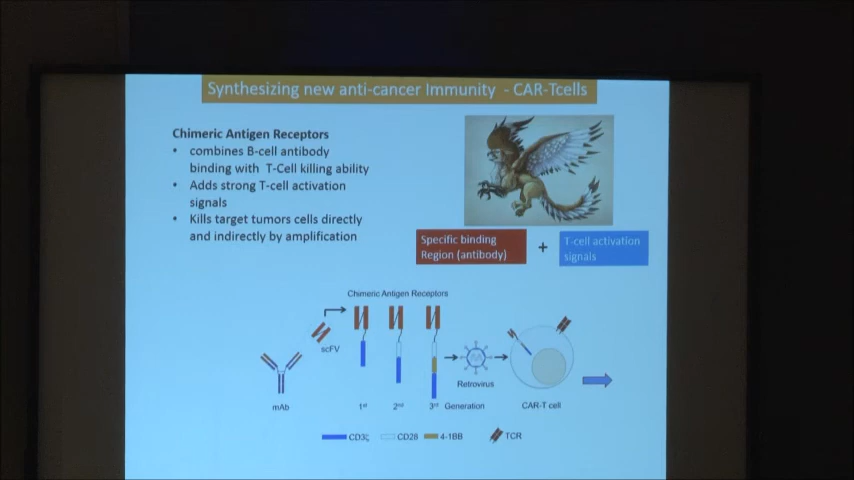 Synthesizing new anti-cancer Immunity - CAR-Tcells
Chimeric Antigen Receptors
• combines B-cell antibody
binding with T-Cell killing ability
• Adds strong T-cell activation
signals
• Kills target tumors cells directly
and indirectly by amplification
Specific binding
Region (antibody)
+
T-cell activation
signals
Chimeric Antigen Receptors
scFV
Retrovirus
mAb
1st
2nd
3rd
Generation
CAR-T cell
CD3ζ
CD28
4-1BB
TCR